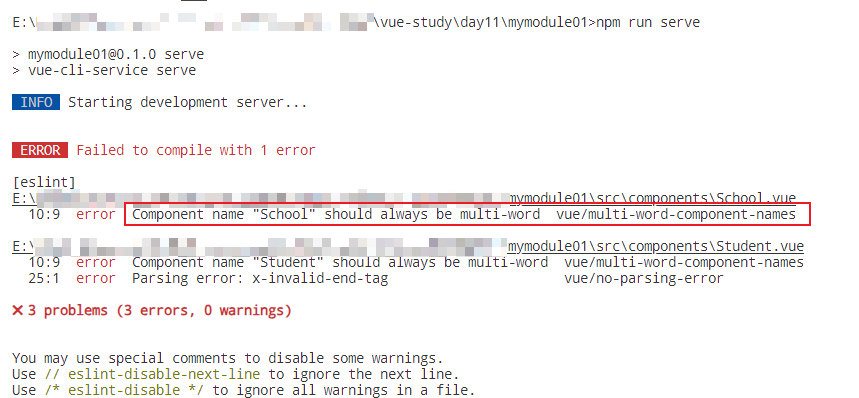 E:\ \vue-study\day11\mymodule01>npm run serve
> mymodule01@0.1.0 serve
> vue-cli-service serve
INFO Starting development server...
ERROR Failed to compile with 1 error
[eslint]
E:\ mymodule01\src\components\School.vue
10:9 error Component name "School" should always be multi-word vue/multi-word-component-names
E:\ mymodule01\src\components\Student.vue
10:9 error Component name "Student" should always be multi-word vue/multi-word-component-names
25:1 error Parsing error: x-invalid-end-tag vue/no-parsing-error
✕ 3 problems (3 errors, 0 warnings)
You may use special comments to disable some warnings.
Use // eslint-disable-next-line to ignore the next line.
Use /* eslint-disable */ to ignore all warnings in a file.